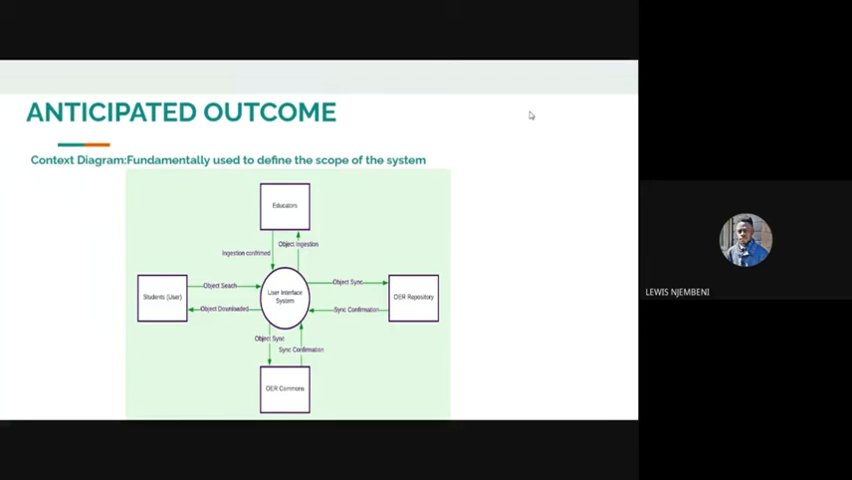 ANTICIPATED OUTCOME
Context Diagram:Fundamentally used to define the scope of the system
Educators
Object Ingestion
Ingestion confirmed
Object Seach
Object Sync
Students (User)
User Interface
System
OER Repository
Object Downloaded
Sync Confirmation
Object Sync
Sync Confirmation
OER Commons
LEWIS NJEMBENI